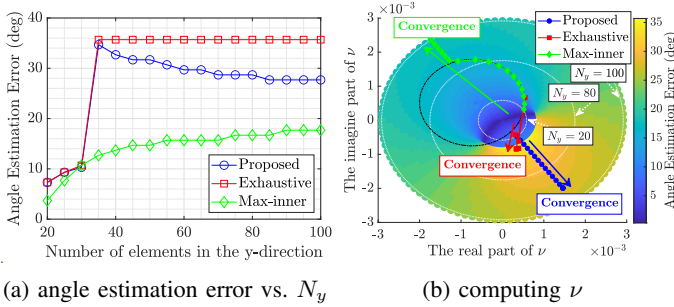 Angle Estimation Error (deg)
40
30
20
10
0
20
40
60
80
100
Number of elements in the y-direction
Proposed
Exhaustive
Max-inner
(a) angle estimation error vs. N_y
×10⁻³
The imagine part of ν
3
2
1
0
-1
-2
-3
-3
0
3
The real part of ν
×10⁻³
Convergence
Proposed
Exhaustive
Max-inner
N_y = 100
N_y = 80
N_y = 20
Convergence
Convergence
35
30
25
20
15
10
5
0
Angle Estimation Error (deg)
(b) computing ν